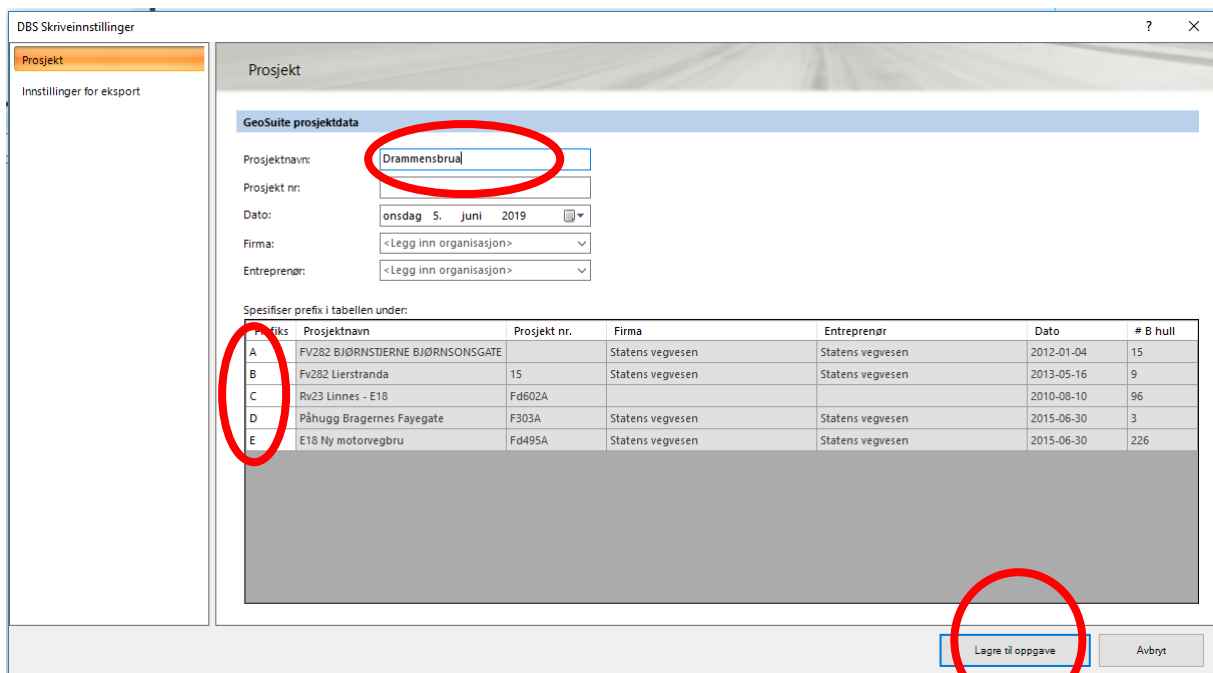 DBS Skriveinnstillinger
Prosjekt
Innstillinger for eksport
Prosjekt
GeoSuite prosjektdata
Prosjektnavn: Drammensbrua
Prosjekt nr:
Dato: onsdag 5. juni 2019
Firma: <Legg inn organisasjon>
Entreprenør: <Legg inn organisasjon>
Spesifiser prefix i tabellen under:
Prefiks Prosjektnavn Prosjekt nr. Firma Entreprenør Dato # B hull
A FV282 BJØRNSTJERNE BJØRNSONSGATE Statens vegvesen Statens vegvesen 2012-01-04 15
B Fv282 Lierstranda 15 Statens vegvesen Statens vegvesen 2013-05-16 9
C Rv23 Linnes - E18 Fd602A 2010-08-10 96
D Påhugg Bragernes Fayegate F303A Statens vegvesen Statens vegvesen 2015-06-30 3
E E18 Ny motorvegbru Fd495A Statens vegvesen Statens vegvesen 2015-06-30 226
Lagre til oppgave Avbryt